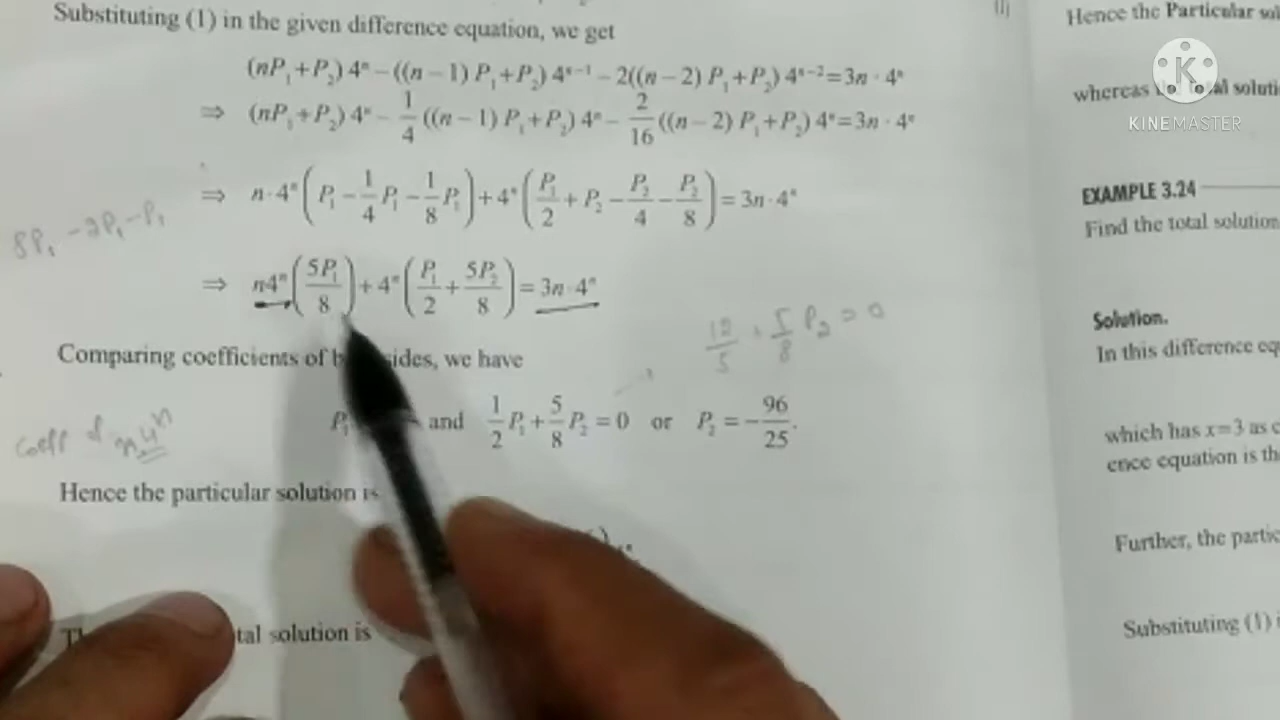 Substituting (1) in the given difference equation, we get
(nP₁+P₂) 4ⁿ − ((n−1) P₁+P₂) 4ⁿ⁻¹ − 2((n−2) P₁+P₂) 4ⁿ⁻² = 3n · 4ⁿ
⇒ (nP₁+P₂) 4ⁿ − 1/4 ((n−1) P₁+P₂) 4ⁿ − 2/16 ((n−2) P₁+P₂) 4ⁿ = 3n · 4ⁿ
⇒ n · 4ⁿ (P₁ − 1/4 P₁ − 1/8 P₁) + 4ⁿ (P₁/2 + P₂ − P₂/4 − P₂/8) = 3n · 4ⁿ
8P₁ − 2P₁ − P₁
⇒ n4ⁿ (5P₁/8) + 4ⁿ (P₁/2 + 5P₂/8) = 3n · 4ⁿ
12/5 + 5/8 P₂ = 0
Comparing coefficients of sides, we have
P₁ and 1/2 P₁ + 5/8 P₂ = 0 or P₂ = − 96/25.
Coeff of n4ⁿ
Hence the particular solution is
tal solution is
Hence the Particular
whereas
KINEMASTER
EXAMPLE 3.24
Find the total solution
Solution.
In this difference
which has x=3 as
ence equation is
Further, the
Substituting (1)